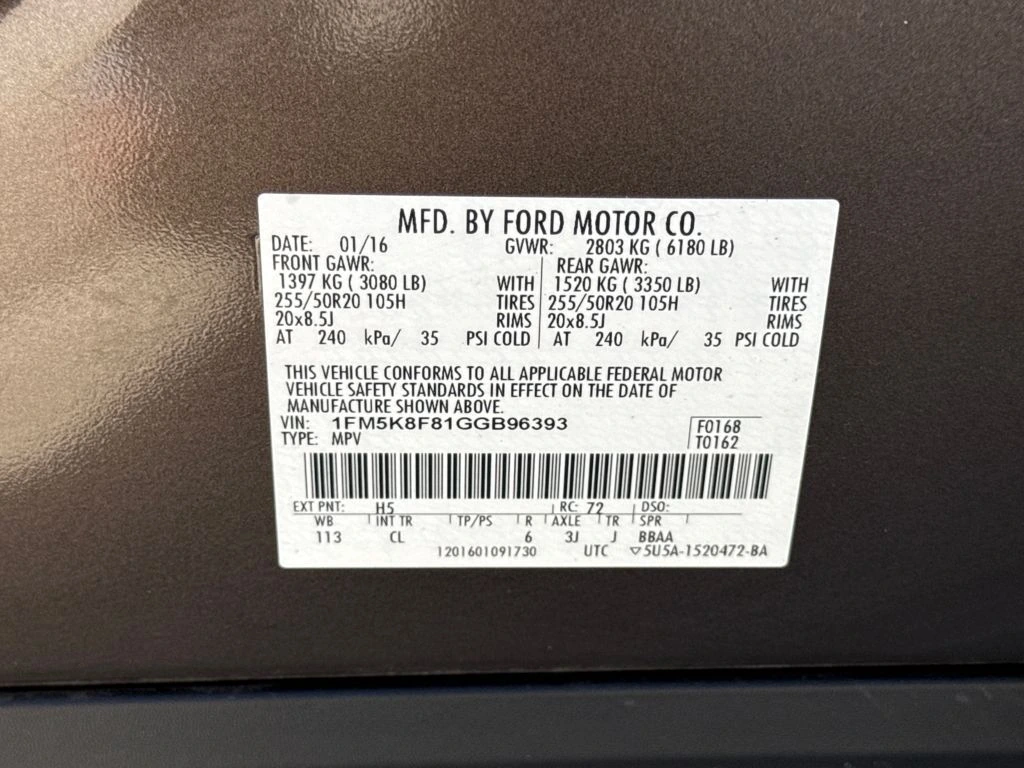 MFD. BY FORD MOTOR CO.
DATE: 01/16 GVWR: 2803 KG ( 6180 LB)
FRONT GAWR: REAR GAWR:
1397 KG ( 3080 LB) WITH 1520 KG ( 3350 LB) WITH
255/50R20 105H TIRES 255/50R20 105H TIRES
20x8.5J RIMS 20x8.5J RIMS
AT 240 kPa/ 35 PSI COLD AT 240 kPa/ 35 PSI COLD
THIS VEHICLE CONFORMS TO ALL APPLICABLE FEDERAL MOTOR
VEHICLE SAFETY STANDARDS IN EFFECT ON THE DATE OF
MANUFACTURE SHOWN ABOVE.
VIN: 1FM5K8F81GGB96393 F0168
TYPE: MPV T0162
EXT PNT: H5 RC: 72 DSO:
WB INT TR TP/PS R AXLE TR SPR
113 CL 6 3J J BBAA
1201601091730 UTC ▽5U5A-1520472-BA